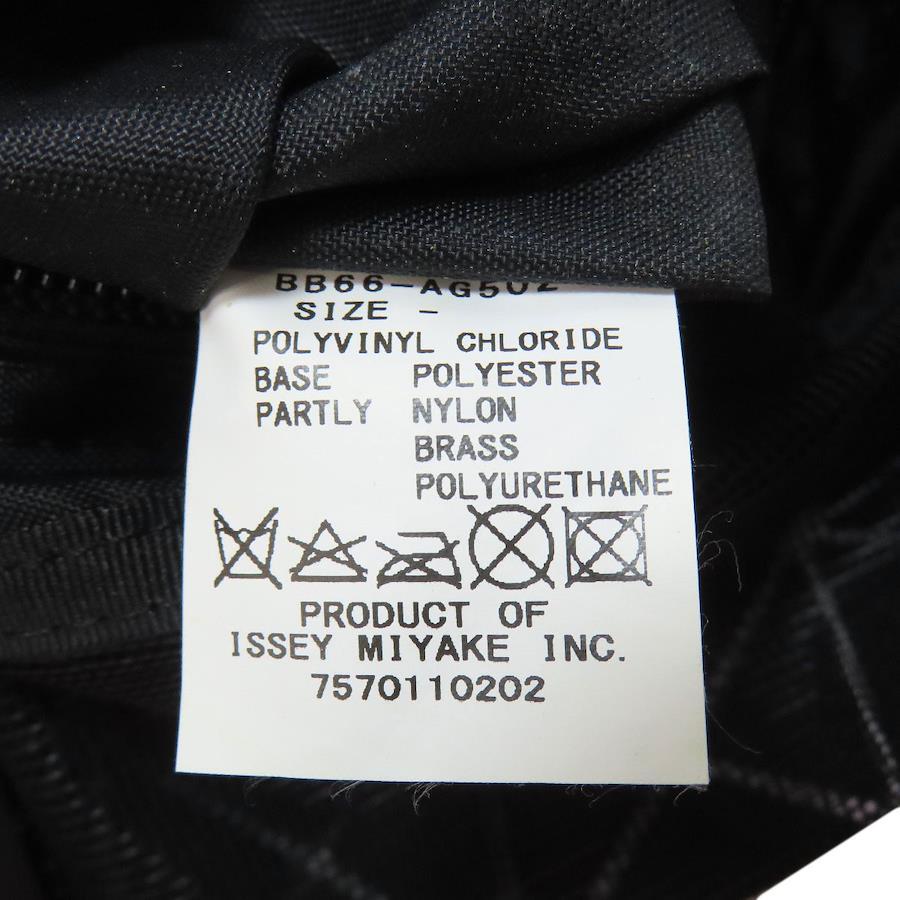 BB66-AG502
SIZE -
POLYVINYL CHLORIDE
BASE POLYESTER
PARTLY NYLON
BRASS
POLYURETHANE
PRODUCT OF
ISSEY MIYAKE INC.
7570110202